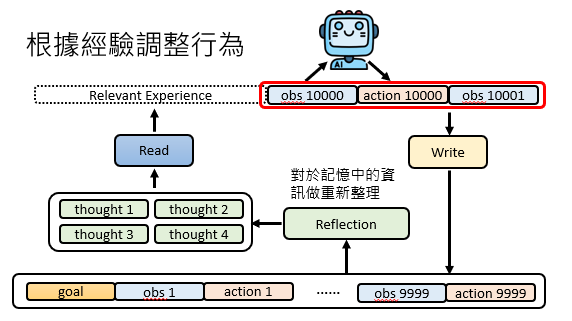 根據經驗調整行為
AI
Relevant Experience
obs 10000
action 10000
obs 10001
Read
Write
對於記憶中的資
訊做重新整理
thought 1
thought 2
thought 3
thought 4
Reflection
goal
obs 1
action 1
......
obs 9999
action 9999